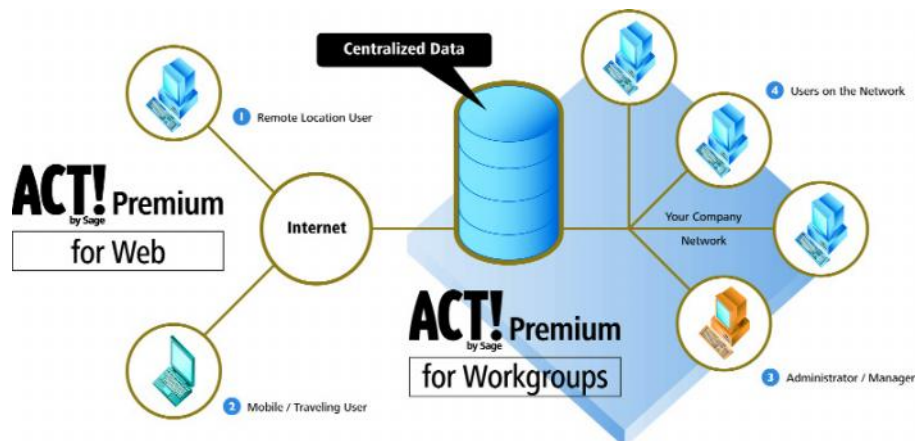 Centralized Data
4 Users on the Network
1 Remote Location User
ACT! Premium
by Sage
for Web
Internet
Your Company
Network
ACT! Premium
by Sage
for Workgroups
3 Administrator / Manager
2 Mobile / Traveling User